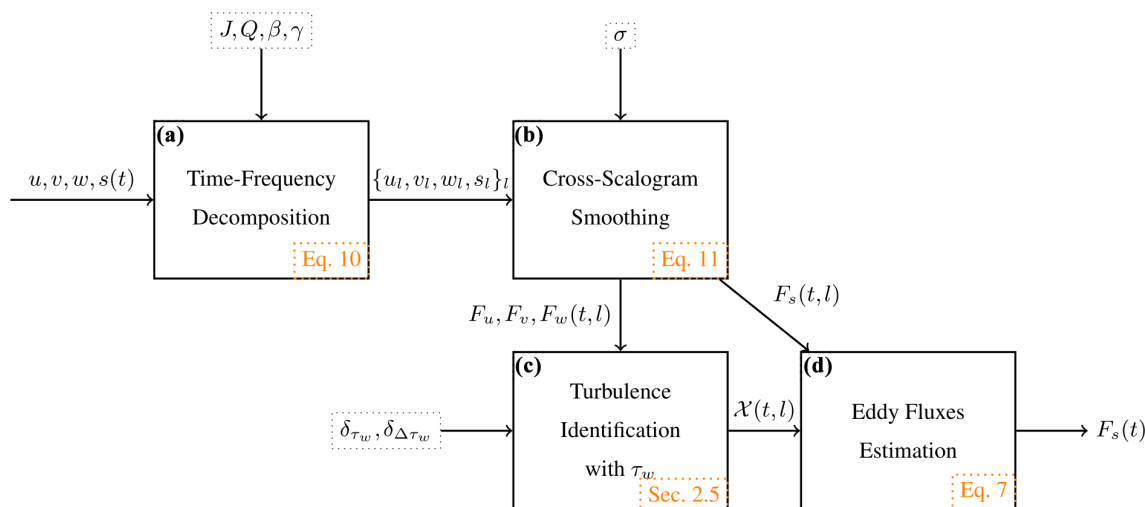 J, Q, β, γ
σ
(a)
(b)
u, v, w, s(t)
Time-Frequency
Decomposition
{u_l, v_l, w_l, s_l}_l
Cross-Scalogram
Smoothing
Eq. 10
Eq. 11
F_u, F_v, F_w(t, l)
F_s(t, l)
(c)
(d)
δ_{τ_w}, δ_{Δτ_w}
Turbulence
Identification
with τ_w
𝒳(t, l)
Eddy Fluxes
Estimation
F_s(t)
Sec. 2.5
Eq. 7